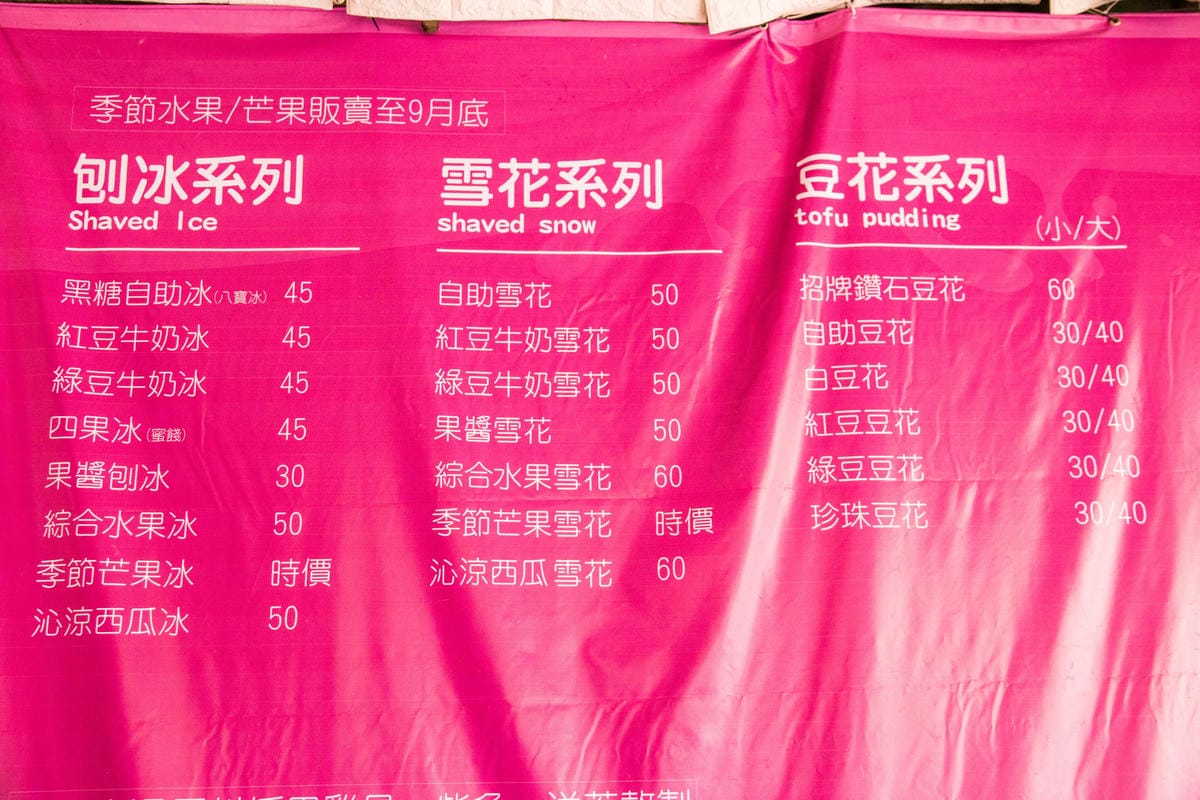 季節水果/芒果販賣至9月底
刨冰系列
Shaved Ice
黑糖自助冰(八寶冰) 45
紅豆牛奶冰 45
綠豆牛奶冰 45
四果冰(蜜餞) 45
果醬刨冰 30
綜合水果冰 50
季節芒果冰 時價
沁涼西瓜冰 50
雪花系列
shaved snow
自助雪花 50
紅豆牛奶雪花 50
綠豆牛奶雪花 50
果醬雪花 50
綜合水果雪花 60
季節芒果雪花 時價
沁涼西瓜雪花 60
豆花系列
tofu pudding (小/大)
招牌鑽石豆花 60
自助豆花 30/40
白豆花 30/40
紅豆豆花 30/40
綠豆豆花 30/40
珍珠豆花 30/40